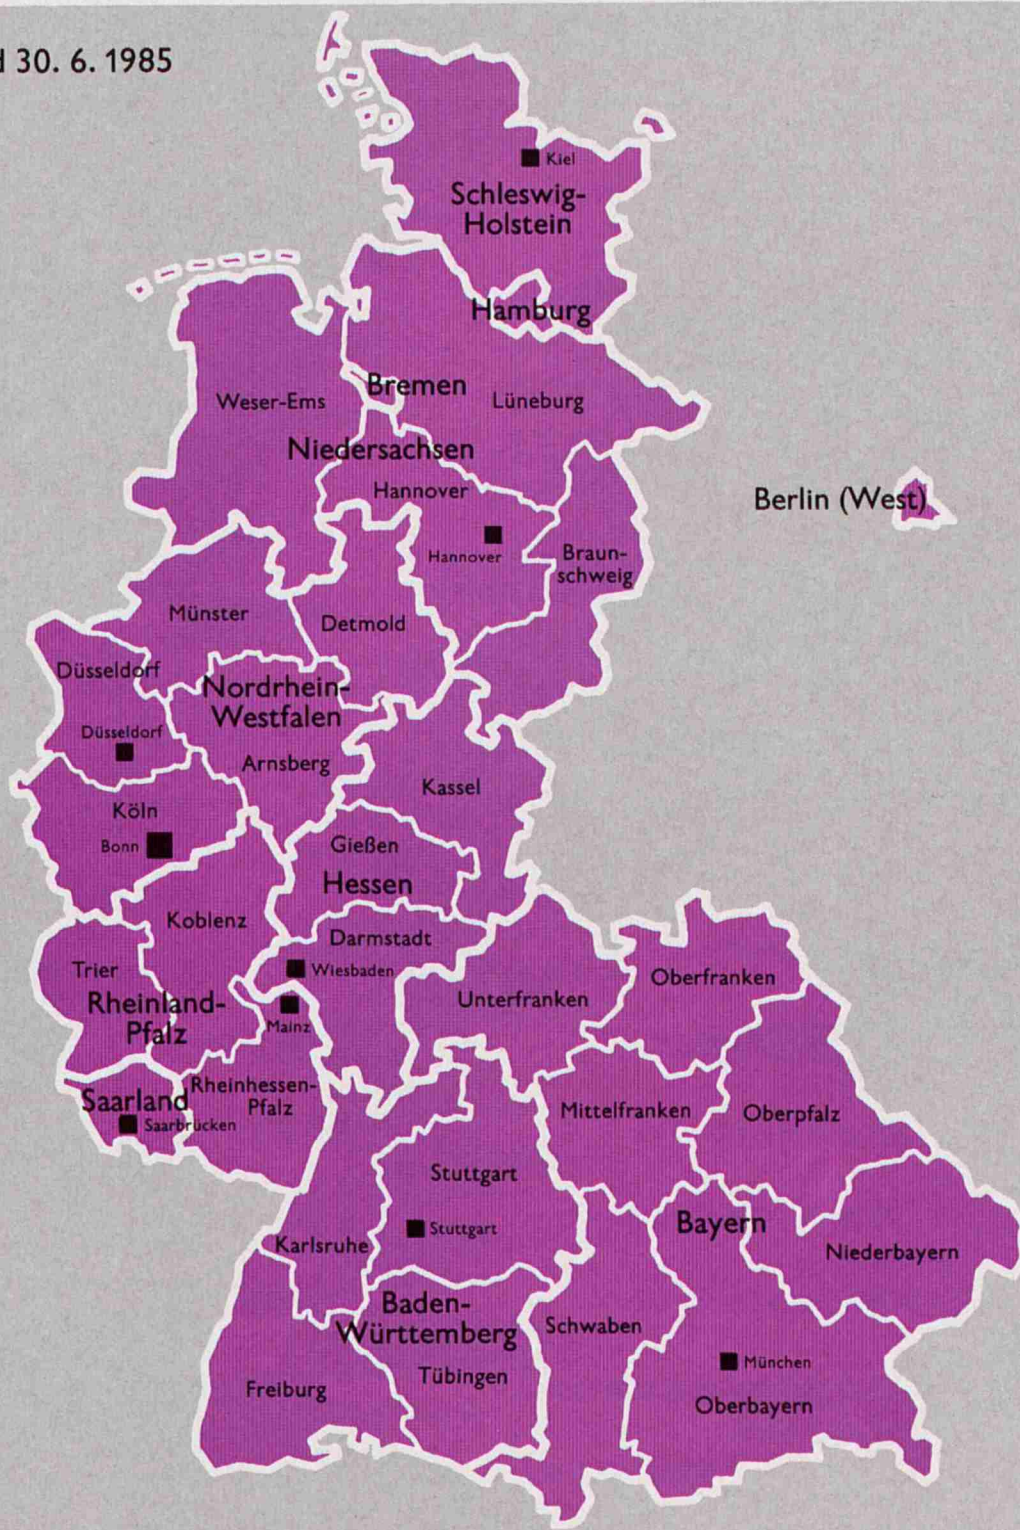 30. 6. 1985
Kiel
Schleswig-
Holstein
Hamburg
Bremen
Weser-Ems
Lüneburg
Niedersachsen
Hannover
Berlin (West)
Hannover
Braun-
schweig
Münster
Detmold
Düsseldorf
Nordrhein-
Westfalen
Düsseldorf
Arnsberg
Kassel
Köln
Bonn
Gießen
Hessen
Koblenz
Darmstadt
Trier
Wiesbaden
Oberfranken
Unterfranken
Rheinland-
Pfalz
Mainz
Rheinhessen-
Pfalz
Saarland
Saarbrücken
Mittelfranken
Oberpfalz
Stuttgart
Stuttgart
Bayern
Karlsruhe
Niederbayern
Baden-
Württemberg
Schwaben
München
Tübingen
Freiburg
Oberbayern